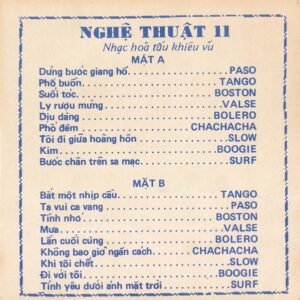 NGHỆ THUẬT 11
Nhạc hoà tấu khiêu vũ
MẶT A
Dừng bước giang hồ. PASO
Phố buồn. TANGO
Suối tóc. BOSTON
Ly rượu mừng. VALSE
Dịu dàng. BOLERO
Phố đêm. CHACHACHA
Tôi đi giữa hoàng hôn. SLOW
Kim. BOOGIE
Bước chân trên sa mạc. SURF
MẶT B
Bắt một nhịp cầu. TANGO
Ta vui ca vang. PASO
Tình nhớ. BOSTON
Mưa. VALSE
Lần cuối cùng. BOLERO
Không bao giờ ngăn cách. CHACHACHA
Khi tôi chết. SLOW
Đi với tôi. BOOGIE
Tình yêu dưới ánh mặt trời. SURF